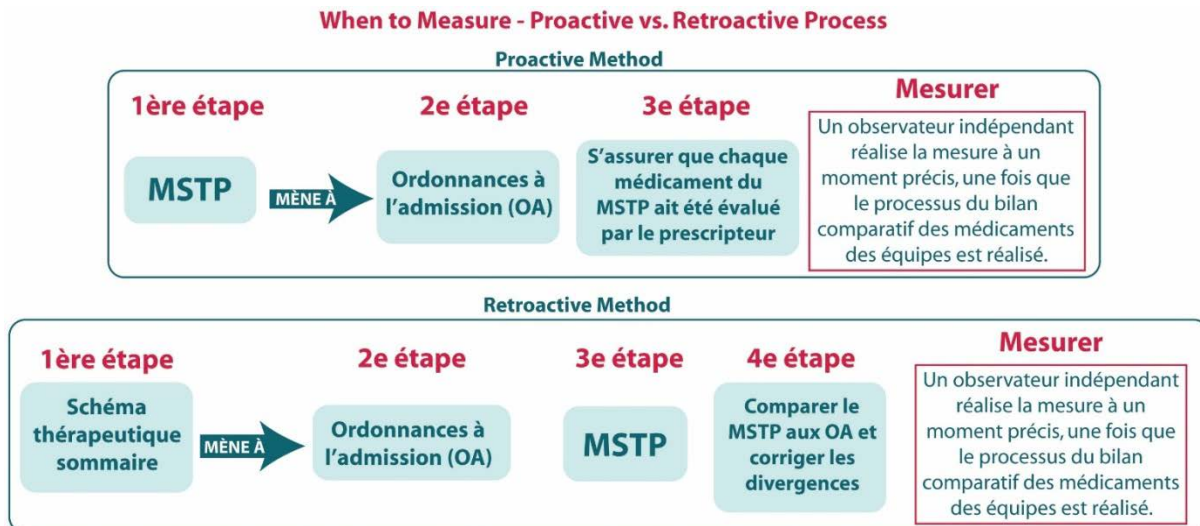 When to Measure - Proactive vs. Retroactive Process
Proactive Method
1ère étape
MSTP
MÈNE À
2e étape
Ordonnances à
l'admission (OA)
3e étape
S'assurer que chaque
médicament du
MSTP ait été évalué
par le prescripteur
Mesurer
Un observateur indépendant
réalise la mesure à un
moment précis, une fois que
le processus du bilan
comparatif des médicaments
des équipes est réalisé.
Retroactive Method
1ère étape
Schéma
thérapeutique
sommaire
MÈNE À
2e étape
Ordonnances à
l'admission (OA)
3e étape
MSTP
4e étape
Comparer le
MSTP aux OA et
corriger les
divergences
Mesurer
Un observateur indépendant
réalise la mesure à un
moment précis, une fois que
le processus du bilan
comparatif des médicaments
des équipes est réalisé.